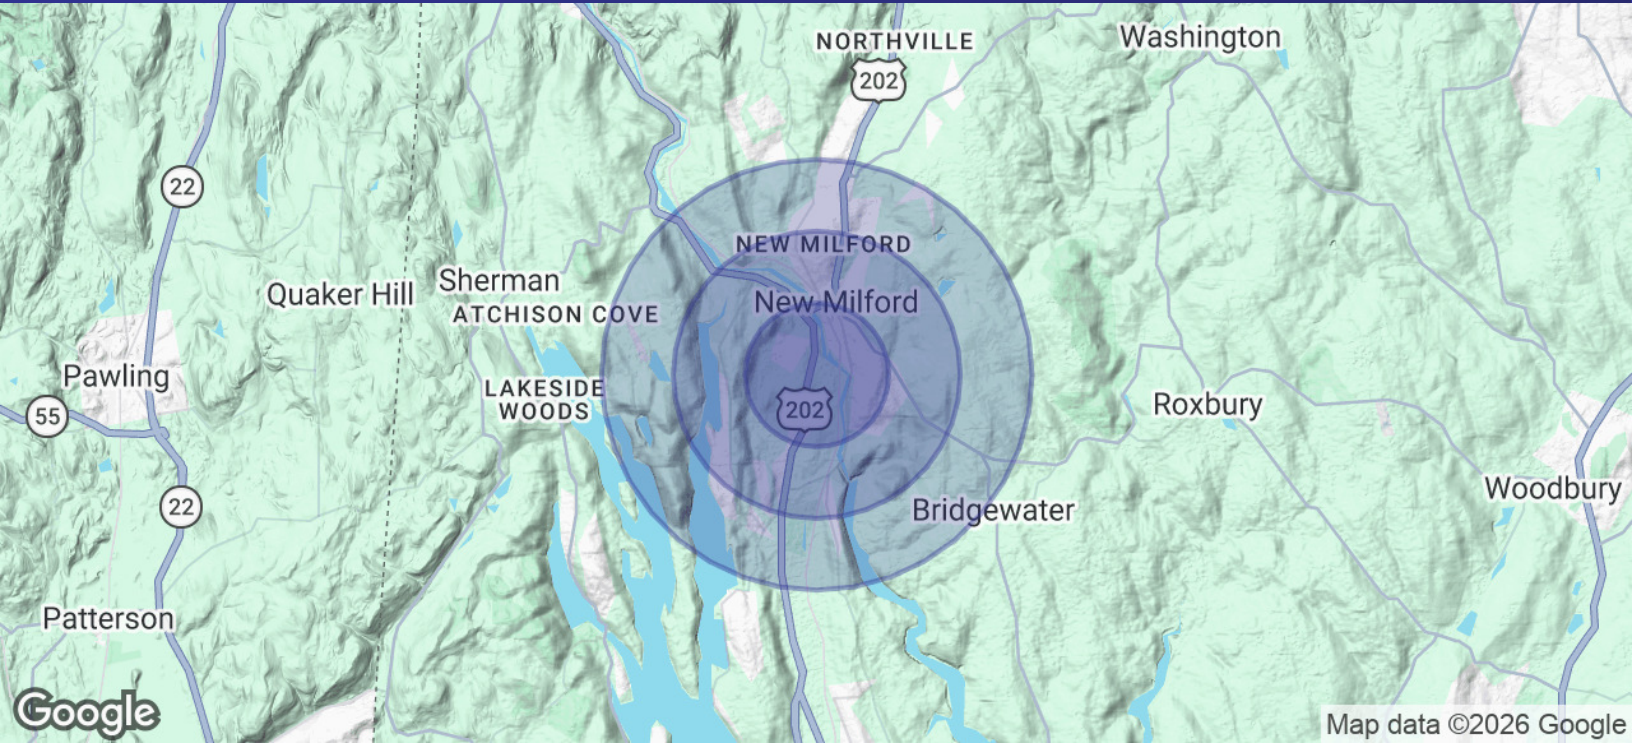 NORTHVILLE
Washington
202
22
NEW MILFORD
Sherman
Quaker Hill
New Milford
ATCHISON COVE
Pawling
LAKESIDE
WOODS
202
Roxbury
55
Woodbury
22
Bridgewater
Patterson
Google
Map data ©2026 Google